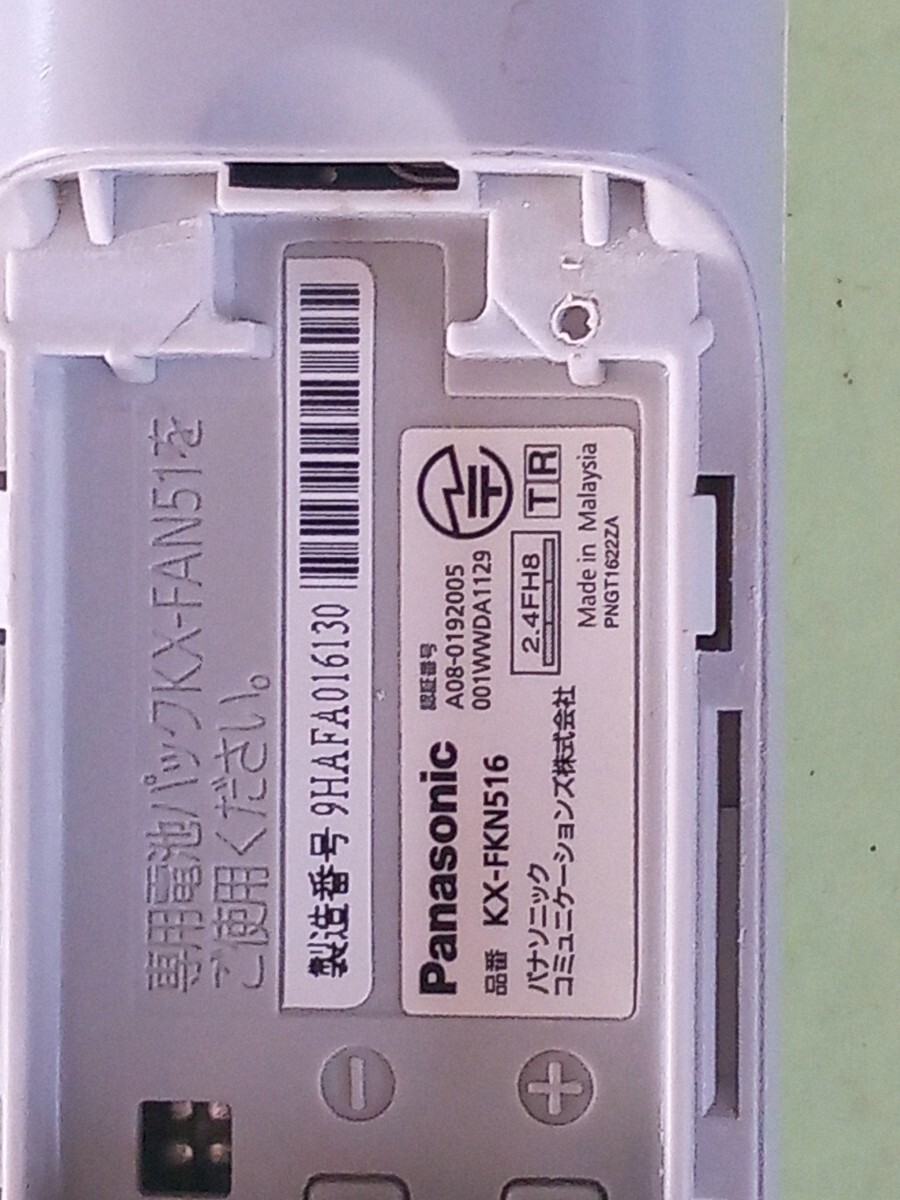 専用電池パックKX-FAN51を
ご使用ください。
製造番号 9HAFA016130
Panasonic
品番 KX-FKN516
パナソニック
コミュニケーションズ株式会社
認証番号
A08-0192005
001WWDA1129
2.4FH8
T R
Made in Malaysia
PNGT1622ZA